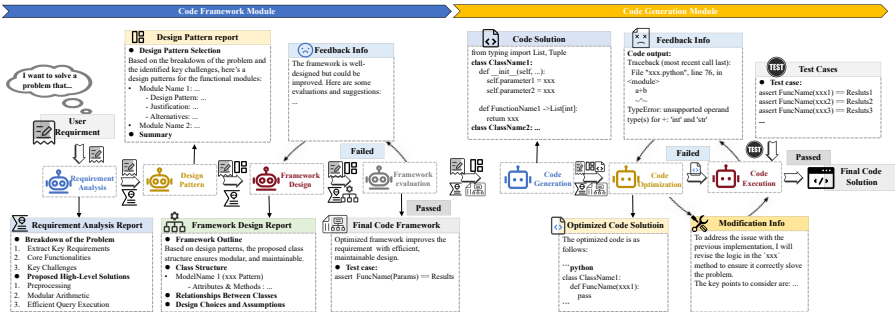 Code Framework Module
Code Generation Module
I want to solve a
problem that...
User
Requirment
Design Pattern report
● Design Pattern Selection
Based on the breakdown of the problem and
the identified key challenges, here's a
design patterns for the functional modules:
• Module Name 1: ...
- Design Pattern: ...
- Justification: ...
- Alternatives: ...
• Module Name 2: ...
● Summary
Feedback Info
The framework is well-
designed but could be
improved. Here are some
evaluations and suggestions:
...
Failed
Requirement
Analysis
Design
Pattern
Framework
Design
Framework
evaluation
Passed
Requirement Analysis Report
● Breakdown of the Problem
1. Extract Key Requirements
2. Core Functionalities
3. Key Challenges
● Proposed High-Level Solutions
1. Preprocessing
2. Modular Arithmetic
3. Efficient Query Execution
Framework Design Report
● Framework Outline
Based on design patterns, the proposed class
structure ensures modular, and maintainable.
● Class Structure
• ModelName 1 (xxx Pattern)
- Attributes & Methods : ...
● Relationships Between Classes
● Design Choices and Assumptions
Final Code Framework
Optimized framework improves the
requirement with efficient,
maintainable design.
● Test case:
assert FuncName(Params) == Results
Code Solution
from typing import List, Tuple
class ClassName1:
def __init__(self, ...):
self.parameter1 = xxx
self.parameter2 = xxx
def FunctionName1 ->List[int]:
return xxx
class ClassName2: ...
Feedback Info
Code output:
Traceback (most recent call last):
File "xxx.python", line 76, in
<module>
a+b
~^~
TypeError: unsupported operand
type(s) for +: 'int' and 'str'
TEST
Test Cases
● Test case:
assert FuncName(xxx1) == Resluts1
assert FuncName(xxx2) == Resluts2
assert FuncName(xxx3) == Resluts3
...
TEST
Failed
Passed
Code
Generation
Code
Optimization
Code
Execution
Final Code
Solution
Optimized Code Solutioin
The optimized code is as
follows:
```python
class ClassName1:
def FuncName(xxx1):
pass
```
Modification Info
To address the issue with the
previous implementation, I will
revise the logic in the `xxx`
method to ensure it correctly slove
the problem.
The key points to consider are: ...